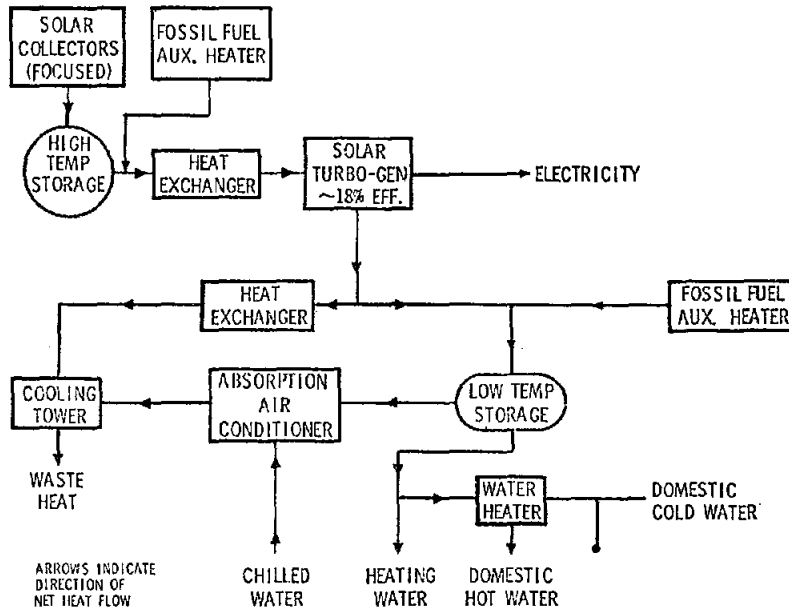 SOLAR
COLLECTORS
(FOCUSED)
FOSSIL FUEL
AUX. HEATER
HIGH
TEMP
STORAGE
HEAT
EXCHANGER
SOLAR
TURBO-GEN
~18% EFF.
ELECTRICITY
HEAT
EXCHANGER
FOSSIL FUEL
AUX. HEATER
COOLING
TOWER
ABSORPTION
AIR
CONDITIONER
LOW TEMP
STORAGE
WASTE
HEAT
WATER
HEATER
DOMESTIC
COLD WATER
ARROWS INDICATE
DIRECTION OF
NET HEAT FLOW
CHILLED
WATER
HEATING
WATER
DOMESTIC
HOT WATER